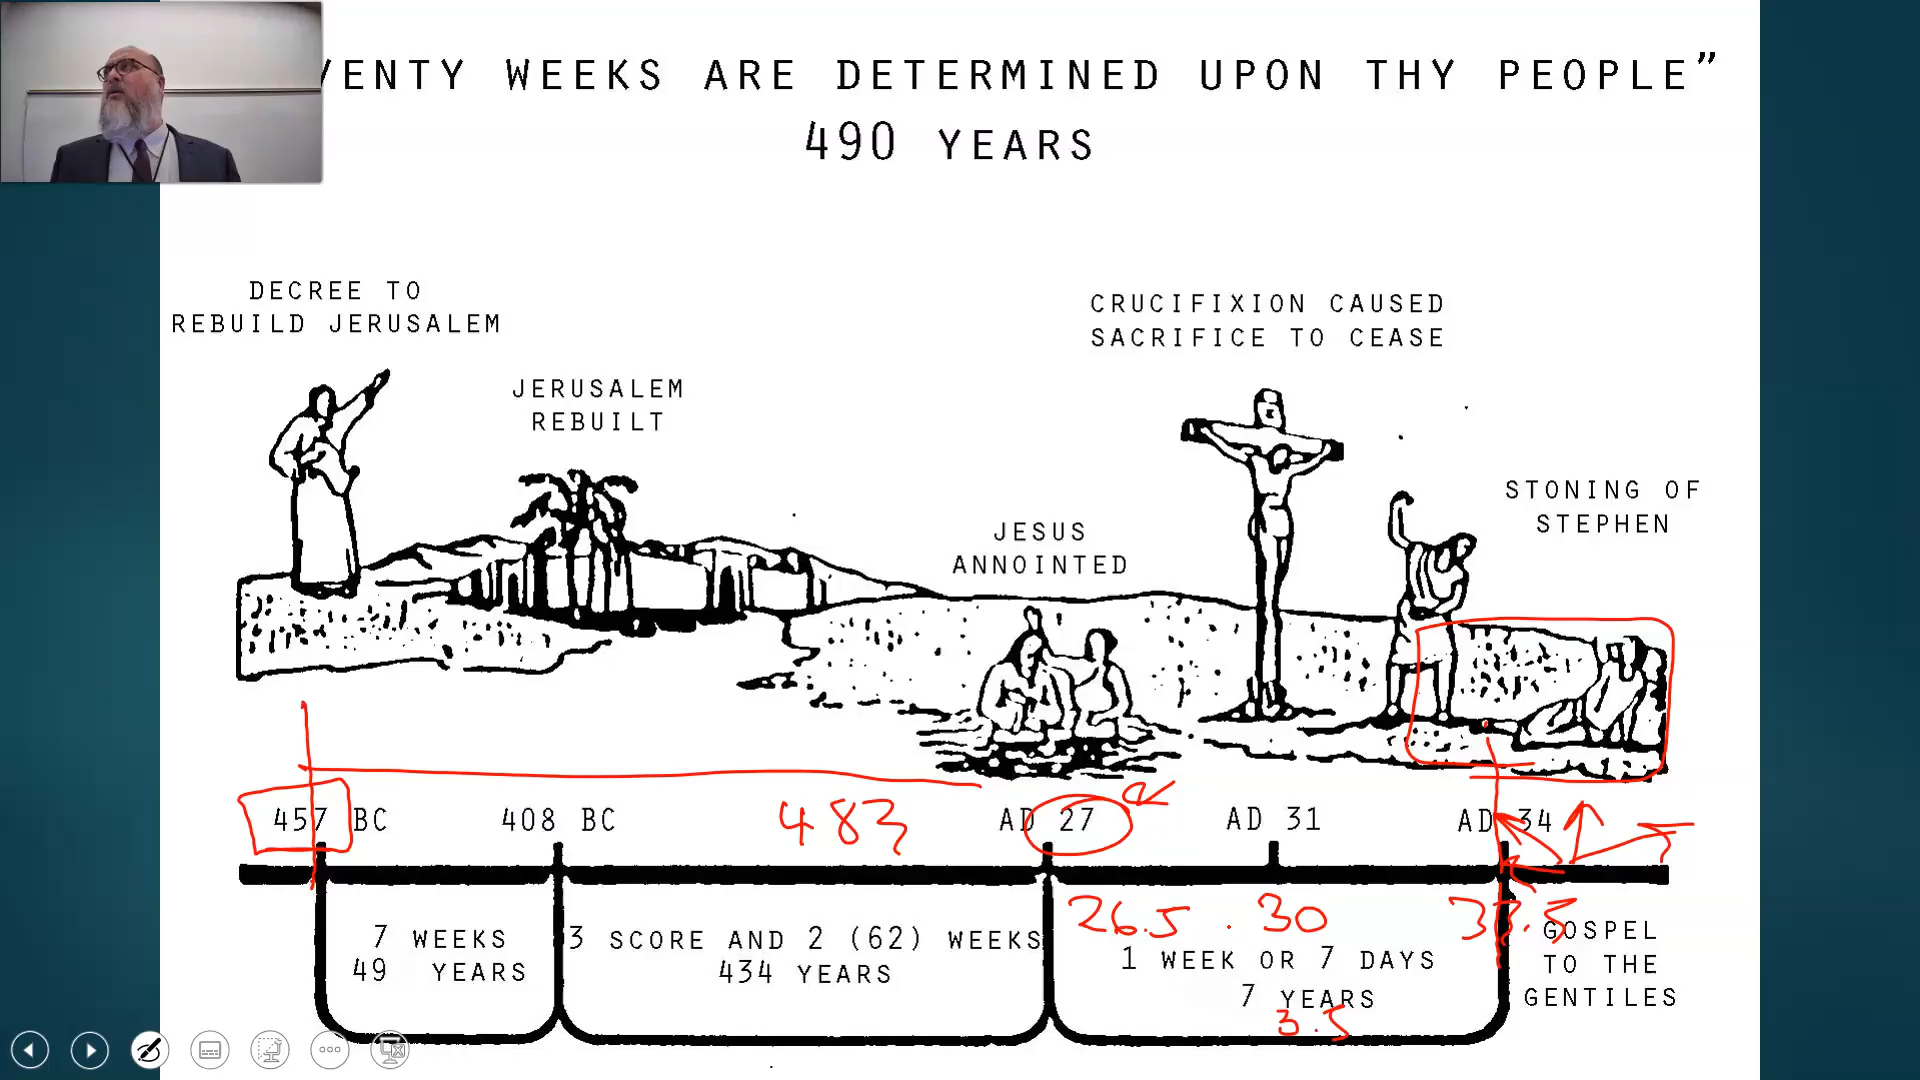 VENTY WEEKS ARE DETERMINED UPON THY PEOPLE”
490 YEARS
DECREE TO
REBUILD JERUSALEM
JERUSALEM
REBUILT
JESUS
ANNOINTED
CRUCIFIXION CAUSED
SACRIFICE TO CEASE
STONING OF
STEPHEN
457 BC
408 BC
483
AD 27
AD 31
AD 34
26.5 . 30
7 WEEKS
49 YEARS
3 SCORE AND 2 (62) WEEKS
434 YEARS
1 WEEK OR 7 DAYS
7 YEARS
3.5
GOSPEL
TO THE
GENTILES